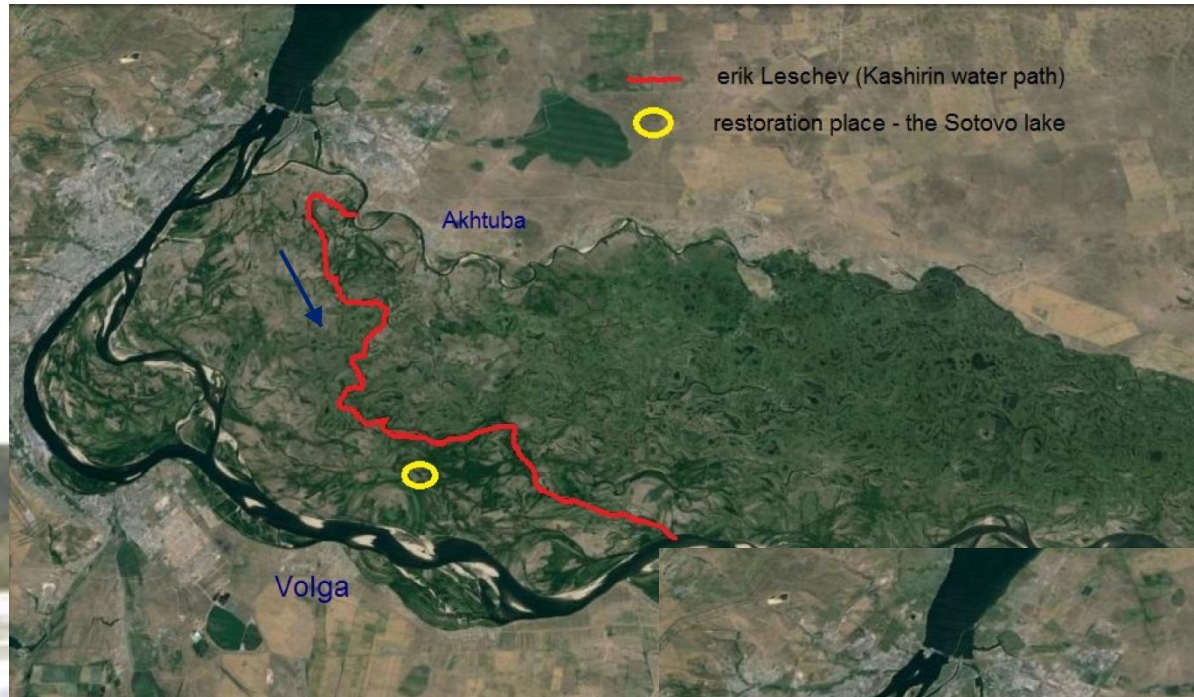 erik Leschev (Kashirin water path)
restoration place - the Sotovo lake
Akhtuba
Volga